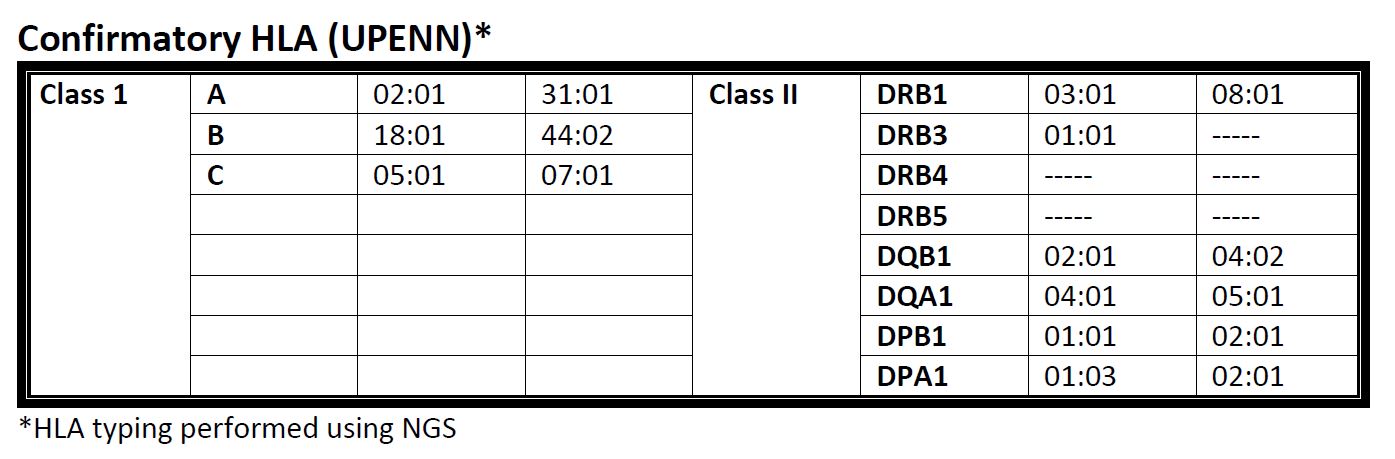 Confirmatory HLA (UPENN)*
Class 1 A 02:01 31:01 Class II DRB1 03:01 08:01
B 18:01 44:02 DRB3 01:01 -----
C 05:01 07:01 DRB4 ----- -----
DRB5 ----- -----
DQB1 02:01 04:02
DQA1 04:01 05:01
DPB1 01:01 02:01
DPA1 01:03 02:01
*HLA typing performed using NGS